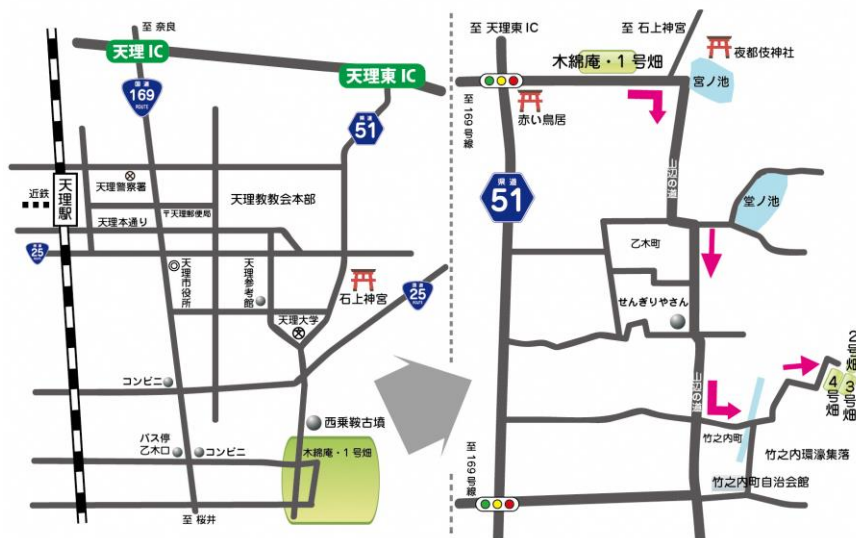 至 奈良
天理 IC
天理東 IC
国道
169
ROUTE
県道
51
近鉄
天理駅
天理警察署
天理教教会本部
〒天理郵便局
天理本通り
25
天理市役所
天理参考館
石上神宮
25
天理大学
コンビニ
西乗鞍古墳
バス停
乙木口
コンビニ
木綿庵・1号畑
至 桜井
至 天理東IC
至 石上神宮
木綿庵・1号畑
夜都伎神社
宮ノ池
至 169号線
赤い鳥居
県道
51
山辺の道
堂ノ池
乙木町
せんぎりやさん
山辺の道
2号畑
3号畑
4号畑
竹之内町
竹之内環濠集落
竹之内町自治会館
至 169号線